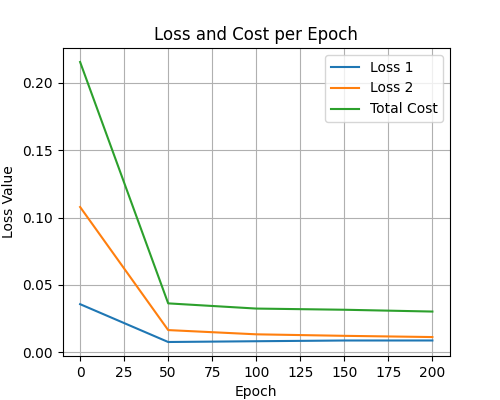 Loss and Cost per Epoch
Loss 1
Loss 2
Total Cost
Loss Value
0.20
0.15
0.10
0.05
0.00
0 25 50 75 100 125 150 175 200
Epoch